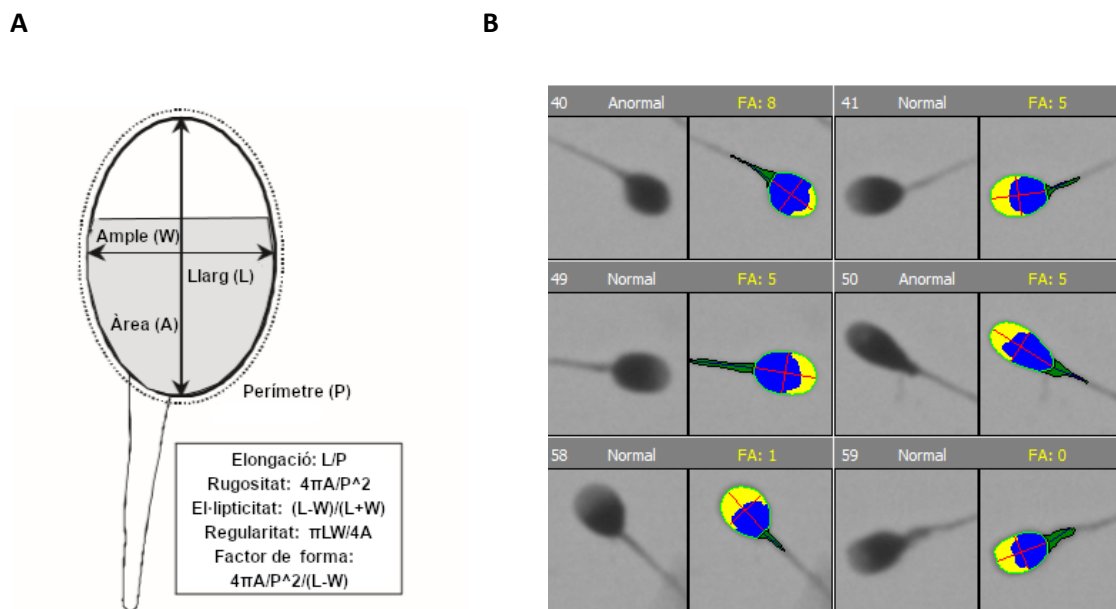 A
B
Ample (W)
Llarg (L)
Àrea (A)
Perímetre (P)
Elongació: L/P
Rugositat: 4πA/P^2
El·lipticitat: (L-W)/(L+W)
Regularitat: πLW/4A
Factor de forma:
4πA/P^2/(L-W)
40 Anormal FA: 8
41 Normal FA: 5
49 Normal FA: 5
50 Anormal FA: 5
58 Normal FA: 1
59 Normal FA: 0